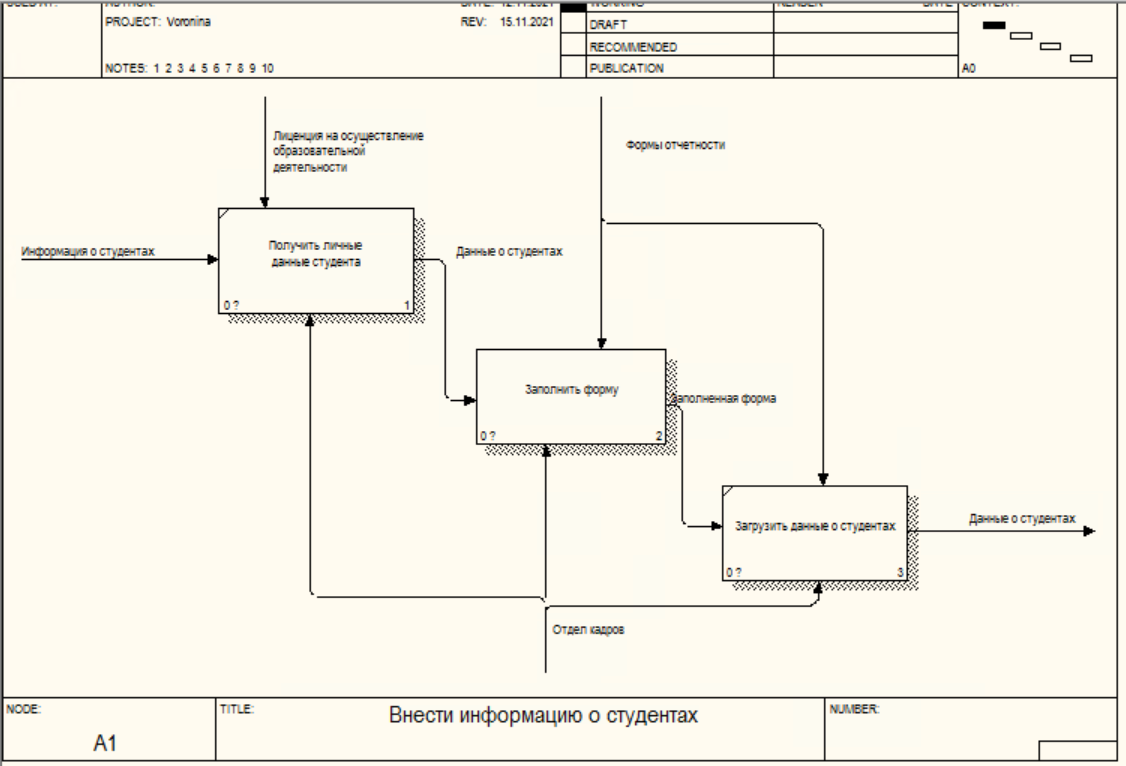 PROJECT: Voronina
REV: 15.11.2021
DRAFT
RECOMMENDED
NOTES: 1 2 3 4 5 6 7 8 9 10
PUBLICATION
A0
Лиценция на осуществление
образовательной
деятельности
Формы отчетности
Информация о студентах
Получить личные
данные студента
0 ?
1
Данные о студентах
Заполнить форму
0 ?
2
заполненная форма
Загрузить данные о студентах
0 ?
3
Данные о студентах
Отдел кадров
NODE:
A1
TITLE:
Внести информацию о студентах
NUMBER: